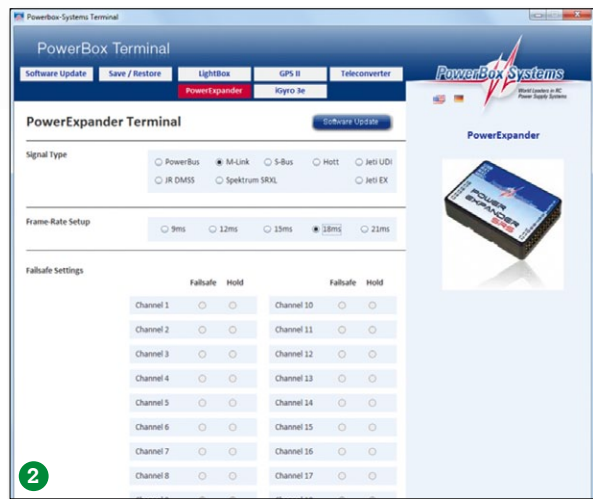 Powerbox-Systems Terminal
PowerBox Terminal
Software Update Save / Restore LightBox GPS II Teleconverter
PowerExpander iGyro 3e
PowerBox Systems
World Leaders in RC
Power Supply Systems
PowerExpander Terminal
Software Update
PowerExpander
Signal Type
PowerBus M-Link S-Bus Hott Jeti UDI
JR DMSS Spektrum SRXL Jeti EX
POWER
EXPANDER
SRS
Frame-Rate Setup
9ms 12ms 15ms 18ms 21ms
Failsafe Settings
Failsafe Hold Failsafe Hold
Channel 1 Channel 10
Channel 2 Channel 11
Channel 3 Channel 12
Channel 4 Channel 13
Channel 5 Channel 14
Channel 6 Channel 15
Channel 7 Channel 16
Channel 8 Channel 17
2